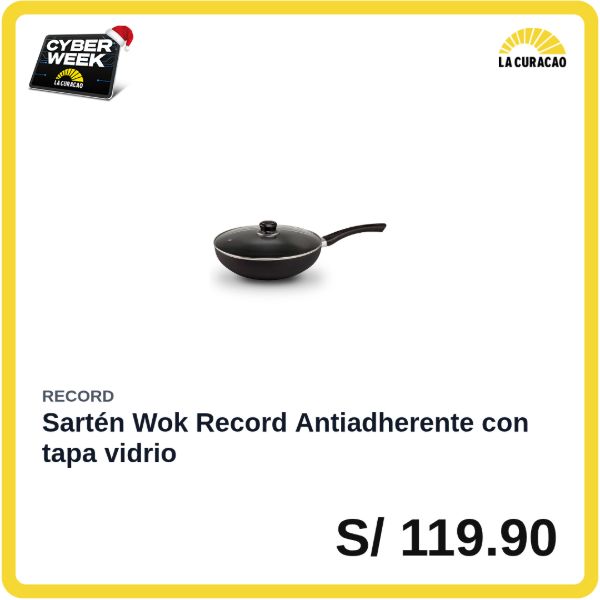 CYBER
WEEK
LA CURACAO
LA CURACAO
RECORD
Sartén Wok Record Antiadherente con
tapa vidrio
S/ 119.90